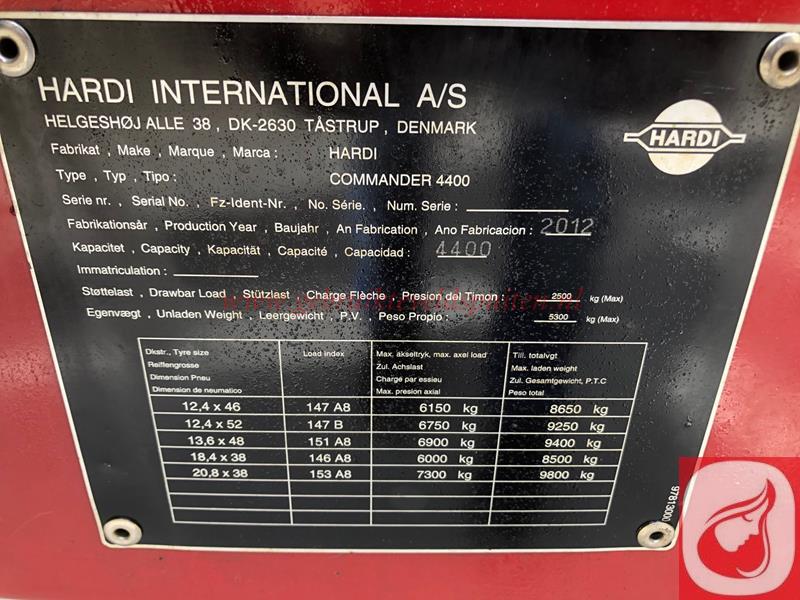 HARDI INTERNATIONAL A/S
HELGESHØJ ALLE 38 , DK-2630 TÅSTRUP , DENMARK
HARDI
Fabrikat , Make , Marque , Marca : HARDI
Type , Typ , Tipo : COMMANDER 4400
Serie nr. , Serial No. , Fz-Ident-Nr. , No. Série. , Num. Serie :
Fabrikationsår , Production Year , Baujahr , An Fabrication , Ano Fabricacion : 2012
Kapacitet , Capacity , Kapacität , Capacité , Capacidad : 4400
Immatriculation :
Støttelast , Drawbar Load , Stützlast , Charge Flèche , Presion del Timon : 2500 kg (Max)
Egenvægt , Unladen Weight , Leergewicht , P.V. , Peso Propio : 5300 kg (Max)
Dkstr., Tyre size
Reiffengrosse
Dimension Pneu
Dimension de neumatico
Load index
Max. akseltryk, max. axel load
Zul. Achslast
Charge par essieu
Max. presion axial
Till. totalvgt
Max. laden weight
Zul. Gesamtgewicht, P.T.C
Peso total
12,4 x 46 147 A8 6150 kg 8650 kg
12,4 x 52 147 B 6750 kg 9250 kg
13,6 x 48 151 A8 6900 kg 9400 kg
18,4 x 38 146 A8 6000 kg 8500 kg
20,8 x 38 153 A8 7300 kg 9800 kg